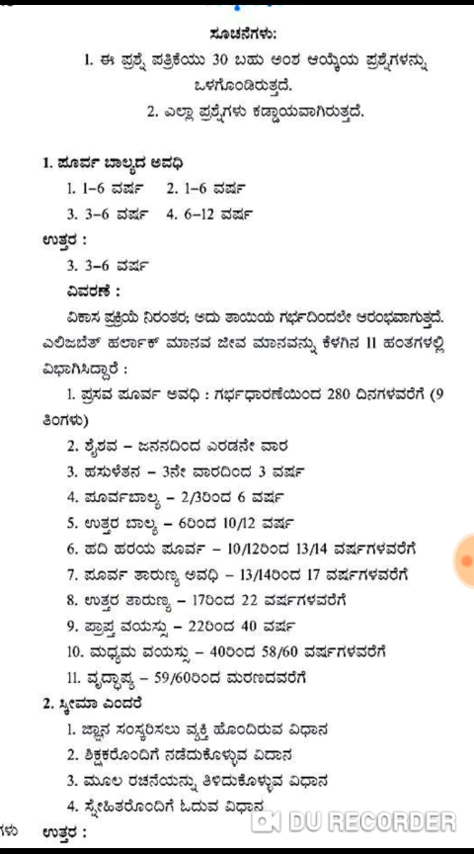 ಸೂಚನೆಗಳು:
1. ಈ ಪ್ರಶ್ನೆ ಪತ್ರಿಕೆಯು 30 ಬಹು ಅಂಶ ಆಯ್ಕೆಯ ಪ್ರಶ್ನೆಗಳನ್ನು
ಒಳಗೊಂಡಿರುತ್ತದೆ.
2. ಎಲ್ಲಾ ಪ್ರಶ್ನೆಗಳು ಕಡ್ಡಾಯವಾಗಿರುತ್ತದೆ.
1. ಪೂರ್ವ ಬಾಲ್ಯದ ಅವಧಿ
1. 1-6 ವರ್ಷ 2. 1-6 ವರ್ಷ
3. 3-6 ವರ್ಷ 4. 6-12 ವರ್ಷ
ಉತ್ತರ :
3. 3-6 ವರ್ಷ
ವಿವರಣೆ :
ವಿಕಾಸ ಪ್ರಕ್ರಿಯೆ ನಿರಂತರ; ಅದು ತಾಯಿಯ ಗರ್ಭದಿಂದಲೇ ಆರಂಭವಾಗುತ್ತದೆ.
ಎಲಿಜಬೆತ್ ಹರ್ಲಾಕ್ ಮಾನವ ಜೀವ ಮಾನವನ್ನು ಕೆಳಗಿನ 11 ಹಂತಗಳಲ್ಲಿ
ವಿಭಾಗಿಸಿದ್ದಾರೆ :
1. ಪ್ರಸವ ಪೂರ್ವ ಅವಧಿ : ಗರ್ಭಧಾರಣೆಯಿಂದ 280 ದಿನಗಳವರೆಗೆ (9
ತಿಂಗಳು)
2. ಶೈಶವ – ಜನನದಿಂದ ಎರಡನೇ ವಾರ
3. ಹಸುಳೆತನ – 3ನೇ ವಾರದಿಂದ 3 ವರ್ಷ
4. ಪೂರ್ವಬಾಲ್ಯ – 2/3ರಿಂದ 6 ವರ್ಷ
5. ಉತ್ತರ ಬಾಲ್ಯ – 6ರಿಂದ 10/12 ವರ್ಷ
6. ಹದಿ ಹರಯ ಪೂರ್ವ – 10/12ರಿಂದ 13/14 ವರ್ಷಗಳವರೆಗೆ
7. ಪೂರ್ವ ತಾರುಣ್ಯ ಅವಧಿ – 13/14ರಿಂದ 17 ವರ್ಷಗಳವರೆಗೆ
8. ಉತ್ತರ ತಾರುಣ್ಯ – 17ರಿಂದ 22 ವರ್ಷಗಳವರೆಗೆ
9. ಪ್ರಾಪ್ತ ವಯಸ್ಸು – 22ರಿಂದ 40 ವರ್ಷ
10. ಮಧ್ಯಮ ವಯಸ್ಸು – 40ರಿಂದ 58/60 ವರ್ಷಗಳವರೆಗೆ
11. ವೃದ್ಧಾಪ್ಯ – 59/60ರಿಂದ ಮರಣದವರೆಗೆ
2. ಸ್ಕೀಮಾ ಎಂದರೆ
1. ಜ್ಞಾನ ಸಂಸ್ಕರಿಸಲು ವ್ಯಕ್ತಿ ಹೊಂದಿರುವ ವಿಧಾನ
2. ಶಿಕ್ಷಕರೊಂದಿಗೆ ನಡೆದುಕೊಳ್ಳುವ ವಿದಾನ
3. ಮೂಲ ರಚನೆಯನ್ನು ತಿಳಿದುಕೊಳ್ಳುವ ವಿಧಾನ
4. ಸ್ನೇಹಿತರೊಂದಿಗೆ ಓದುವ ವಿಧಾನ
DU RECORDER
ಗಳು ಉತ್ತರ :